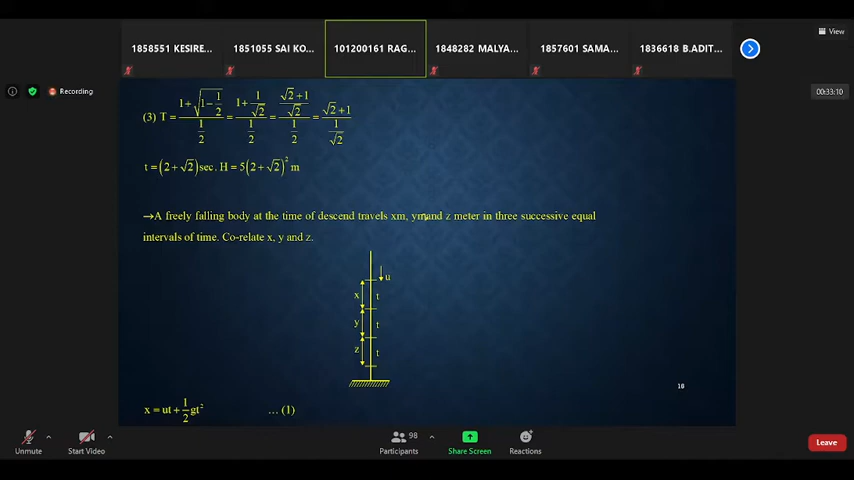 View
1858551 KESIRE...
1851055 SAI KO...
101200161 RAG...
1848282 MALYA...
1857601 SAMA...
1836618 B.ADIT...
Recording
00:33:10
(3) T = (1+√(1−1/2))/(1/2) = (1+1/√2)/(1/2) = ((√2+1)/√2)/(1/2) = (√2+1)/(1/√2)
t = (2+√2) sec. H = 5(2+√2)² m
→A freely falling body at the time of descend travels xm, ym and z meter in three successive equal
intervals of time. Co-relate x, y and z.
u
x t
y t
z t
18
x = ut + 1/2 gt² ... (1)
Unmute
Start Video
98
Participants
Share Screen
Reactions
Leave